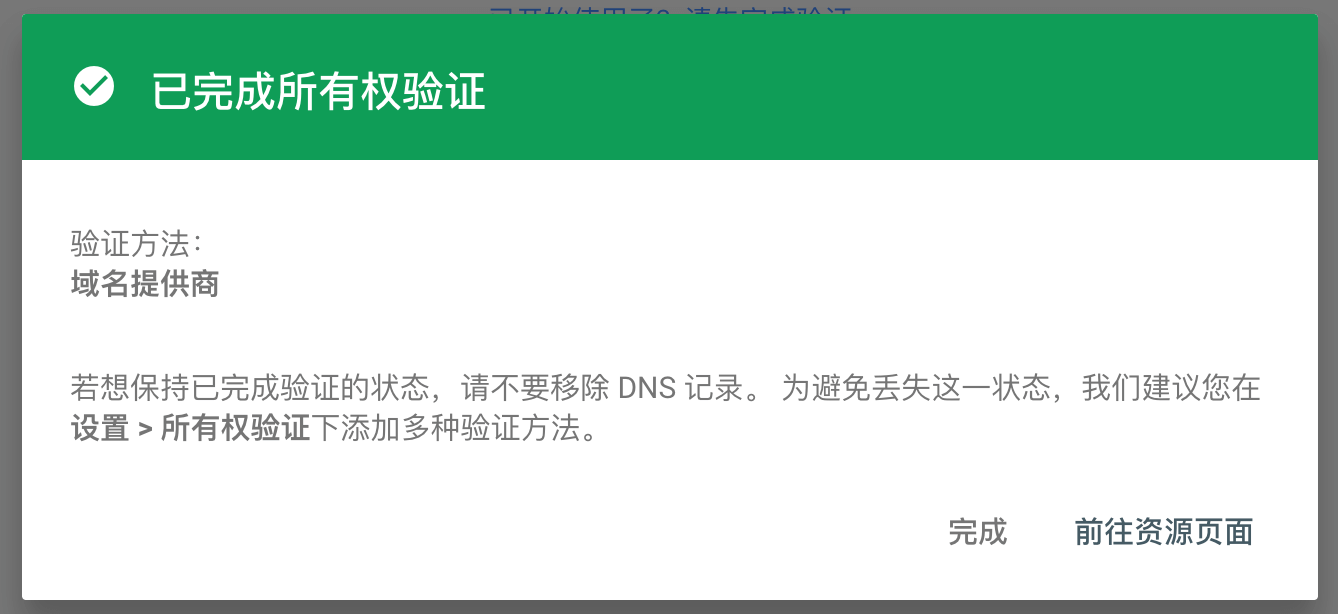 已完成所有权验证
验证方法：
域名提供商
若想保持已完成验证的状态，请不要移除 DNS 记录。 为避免丢失这一状态，我们建议您在
设置 > 所有权验证下添加多种验证方法。
完成 前往资源页面